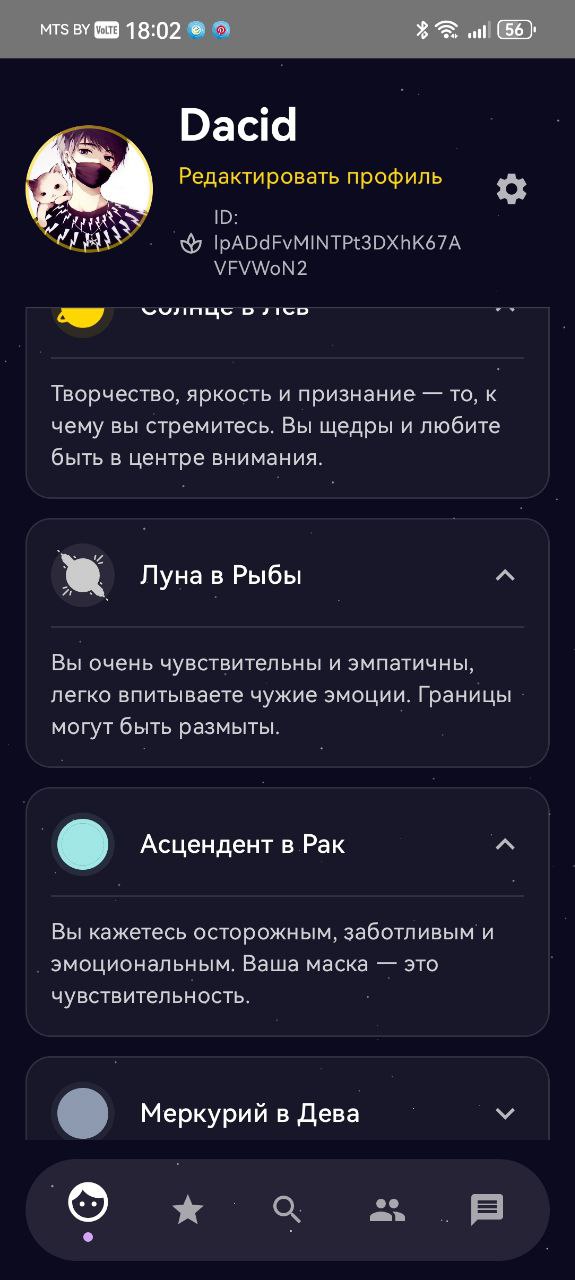 MTS BY VoLTE 18:02 56
Dacid
Редактировать профиль
ID:
IpADdFvMINTPt3DXhK67A
VFVWoN2
Солнце в Лев
Творчество, яркость и признание — то, к
чему вы стремитесь. Вы щедры и любите
быть в центре внимания.
Луна в Рыбы
Вы очень чувствительны и эмпатичны,
легко впитываете чужие эмоции. Границы
могут быть размыты.
Асцендент в Рак
Вы кажетесь осторожным, заботливым и
эмоциональным. Ваша маска — это
чувствительность.
Меркурий в Дева